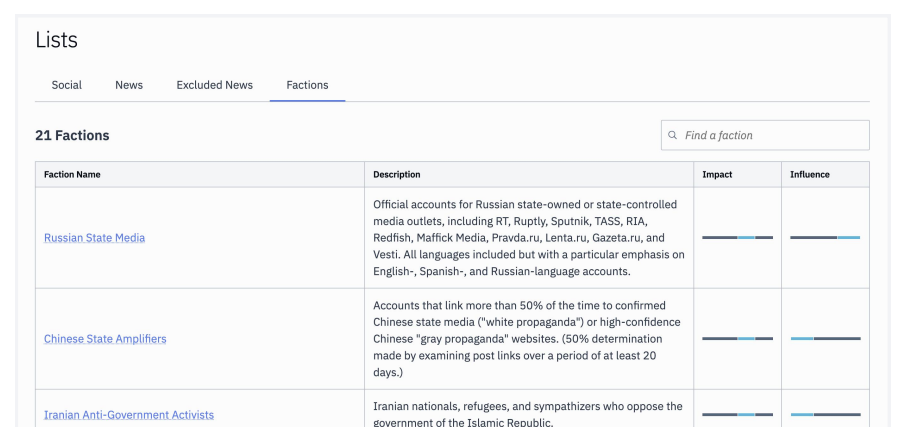 Lists
Social News Excluded News Factions
21 Factions
Find a faction
Faction Name Description Impact Influence
Russian State Media
Official accounts for Russian state-owned or state-controlled
media outlets, including RT, Ruptly, Sputnik, TASS, RIA,
Redfish, Maffick Media, Pravda.ru, Lenta.ru, Gazeta.ru, and
Vesti. All languages included but with a particular emphasis on
English-, Spanish-, and Russian-language accounts.
Chinese State Amplifiers
Accounts that link more than 50% of the time to confirmed
Chinese state media ("white propaganda") or high-confidence
Chinese "gray propaganda" websites. (50% determination
made by examining post links over a period of at least 20
days.)
Iranian Anti-Government Activists
Iranian nationals, refugees, and sympathizers who oppose the
government of the Islamic Republic.